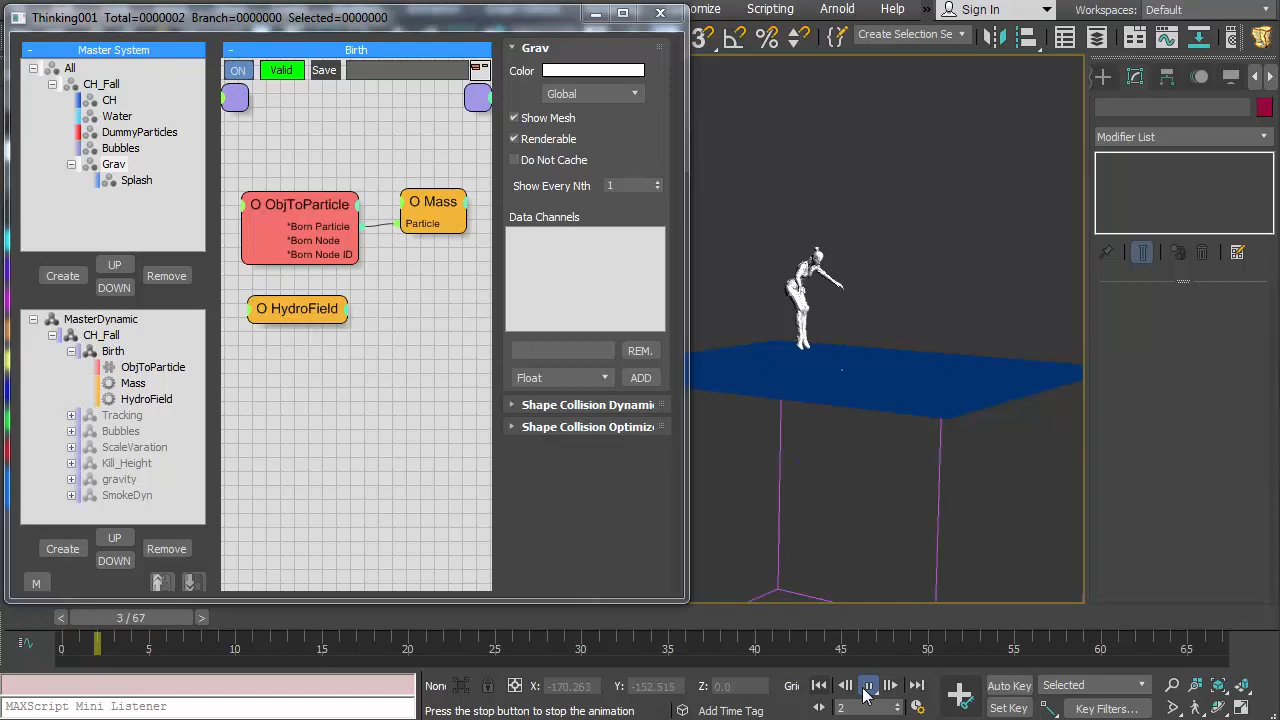 Thinking001 Total=0000002 Branch=0000000 Selected=0000000
omize Scripting Arnold Help Sign In Workspaces: Default
Create Selection Se
Master System
Birth
All
CH_Fall
CH
Water
DummyParticles
Bubbles
Grav
Splash
Create
UP
DOWN
Remove
MasterDynamic
CH_Fall
Birth
ObjToParticle
Mass
HydroField
Tracking
Bubbles
ScaleVaration
Kill_Height
gravity
SmokeDyn
Create
UP
DOWN
Remove
M
ON Valid Save
O ObjToParticle
*Born Particle
*Born Node
*Born Node ID
O Mass
Particle
O HydroField
Grav
Color
Global
Show Mesh
Renderable
Do Not Cache
Show Every Nth 1
Data Channels
REM.
Float ADD
Shape Collision Dynami
Shape Collision Optimize
Modifier List
< 3 / 67 >
0 5 10 15 20 25 30 35 40 45 50 55 60 65
None X: -170.263 Y: -152.515 Z: 0.0 Gri
Auto Key Selected
MAXScript Mini Listener
Press the stop button to stop the animation
Add Time Tag
2
Set Key Key Filters...